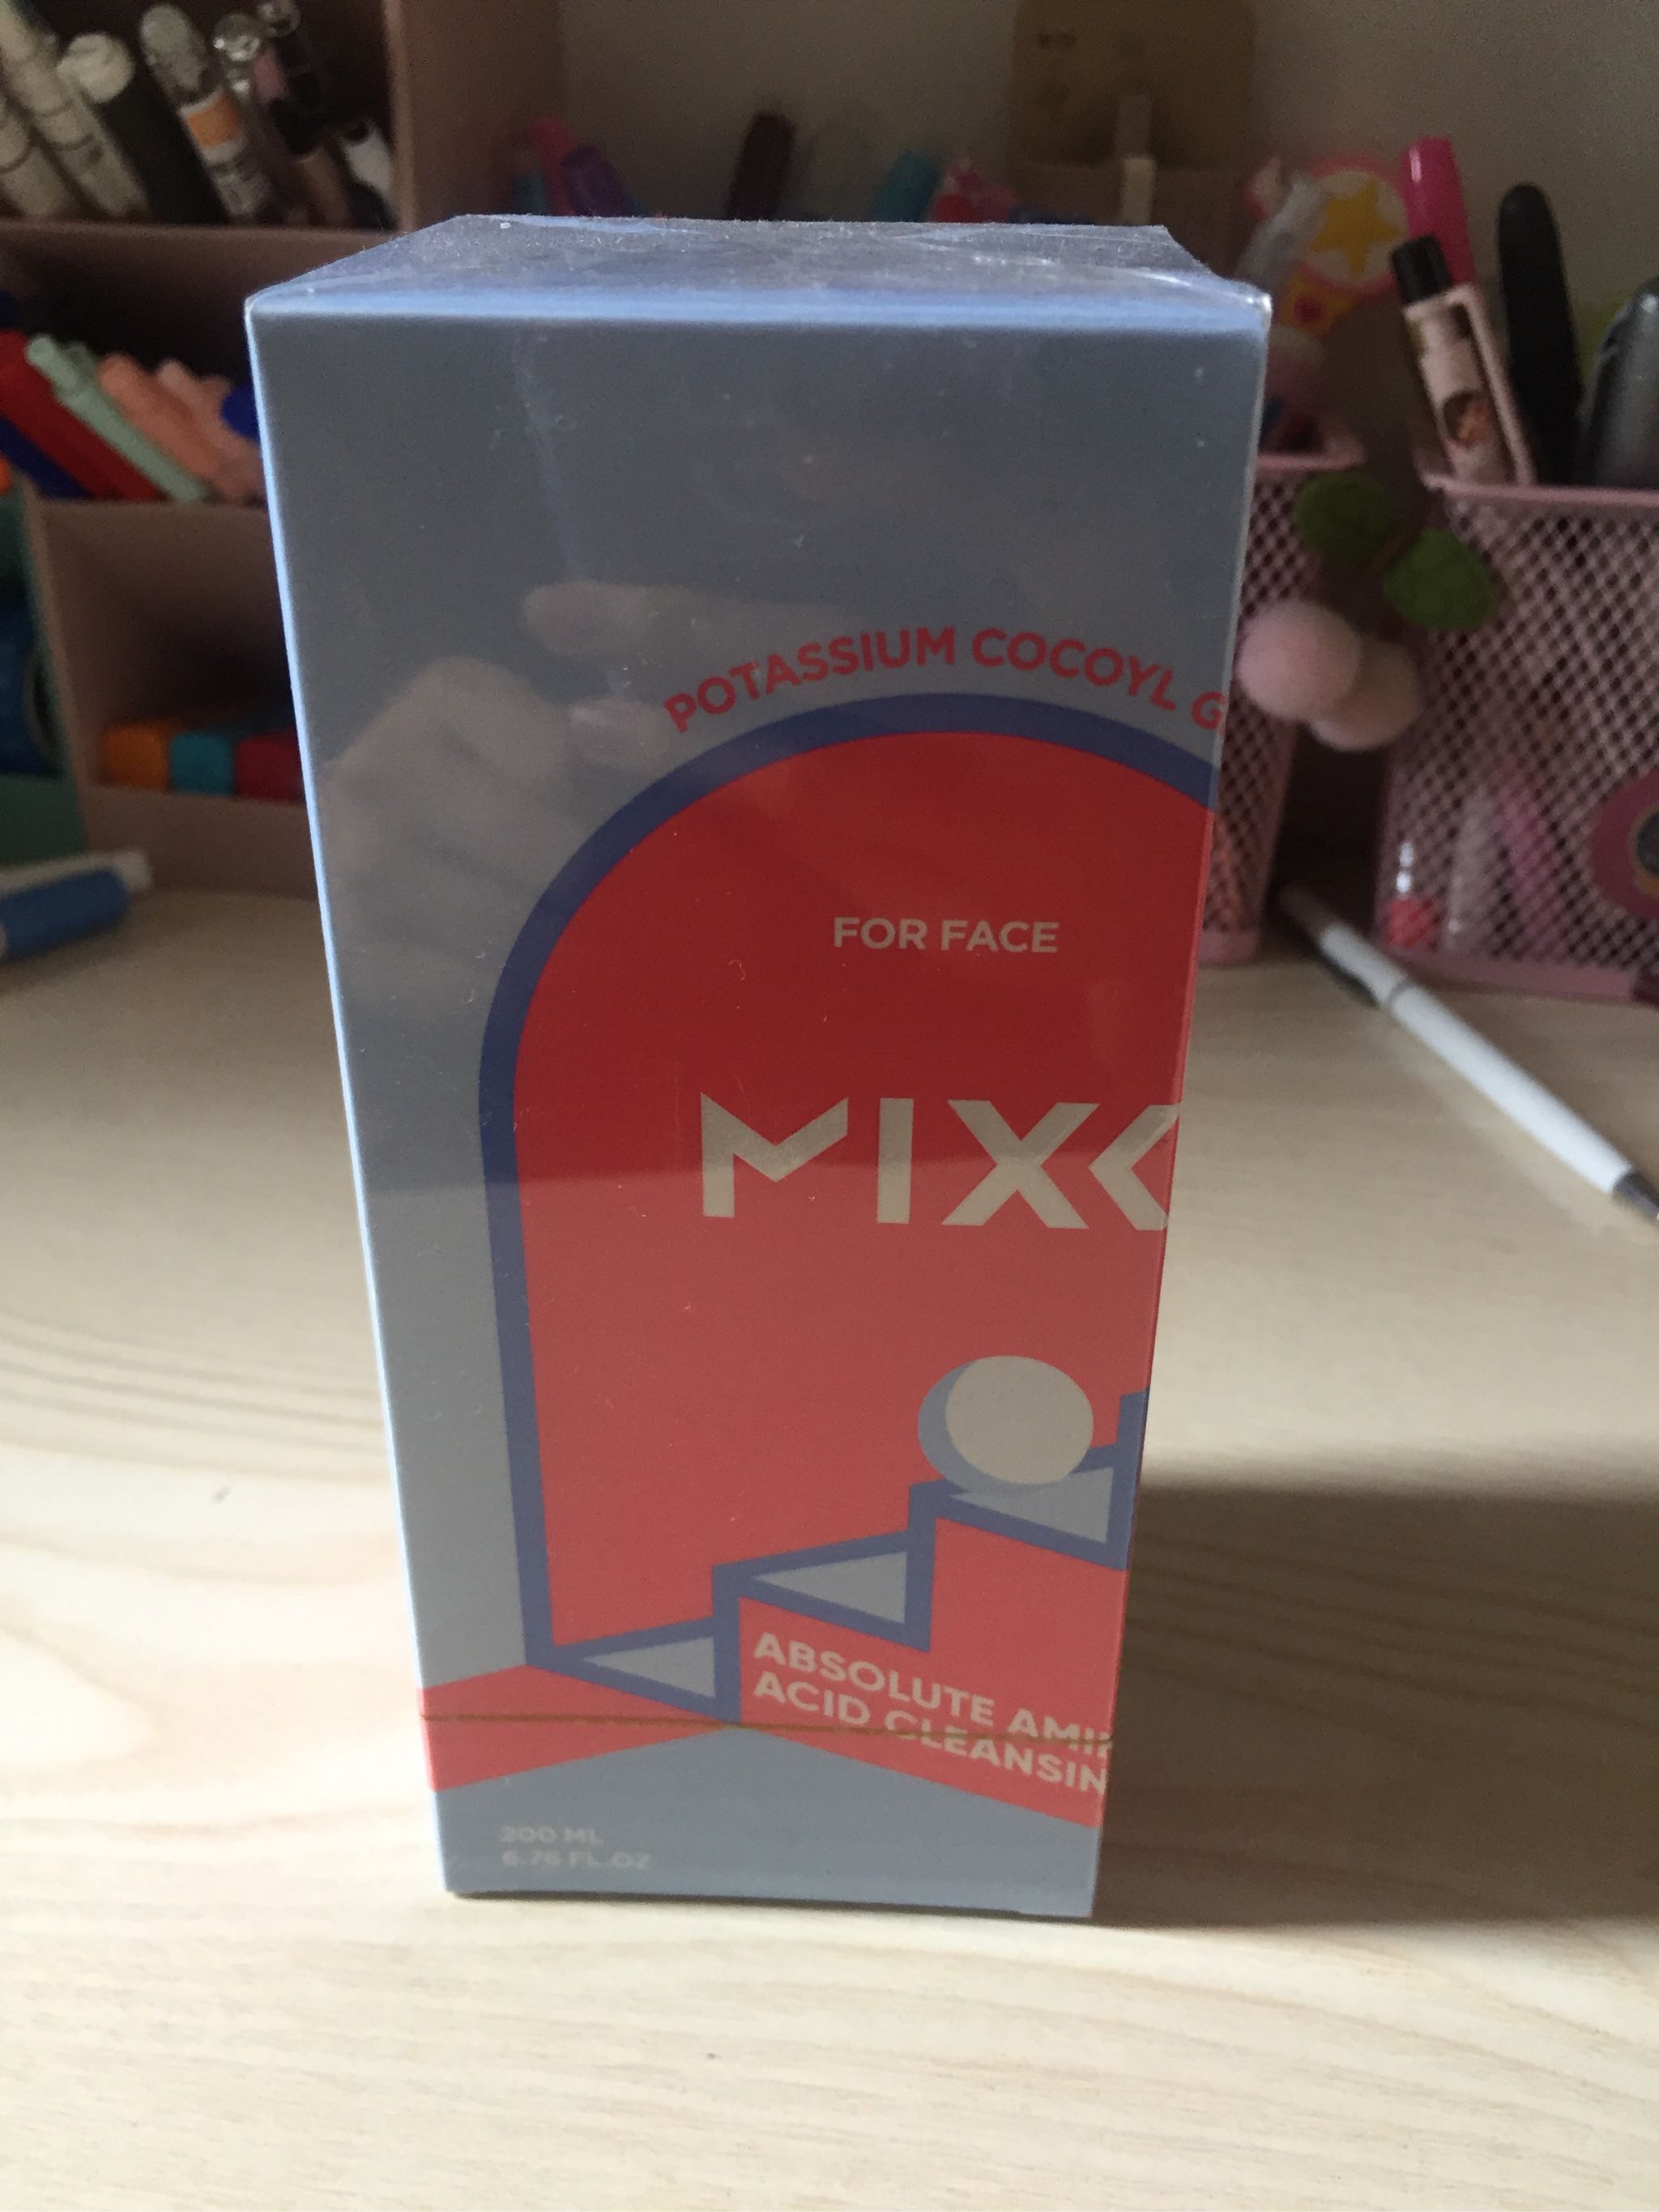 POTASSIUM COCOYL G
FOR FACE
MIXC
ABSOLUTE AMI
ACID CLEANSIN
200 ML
6.76 FL.OZ